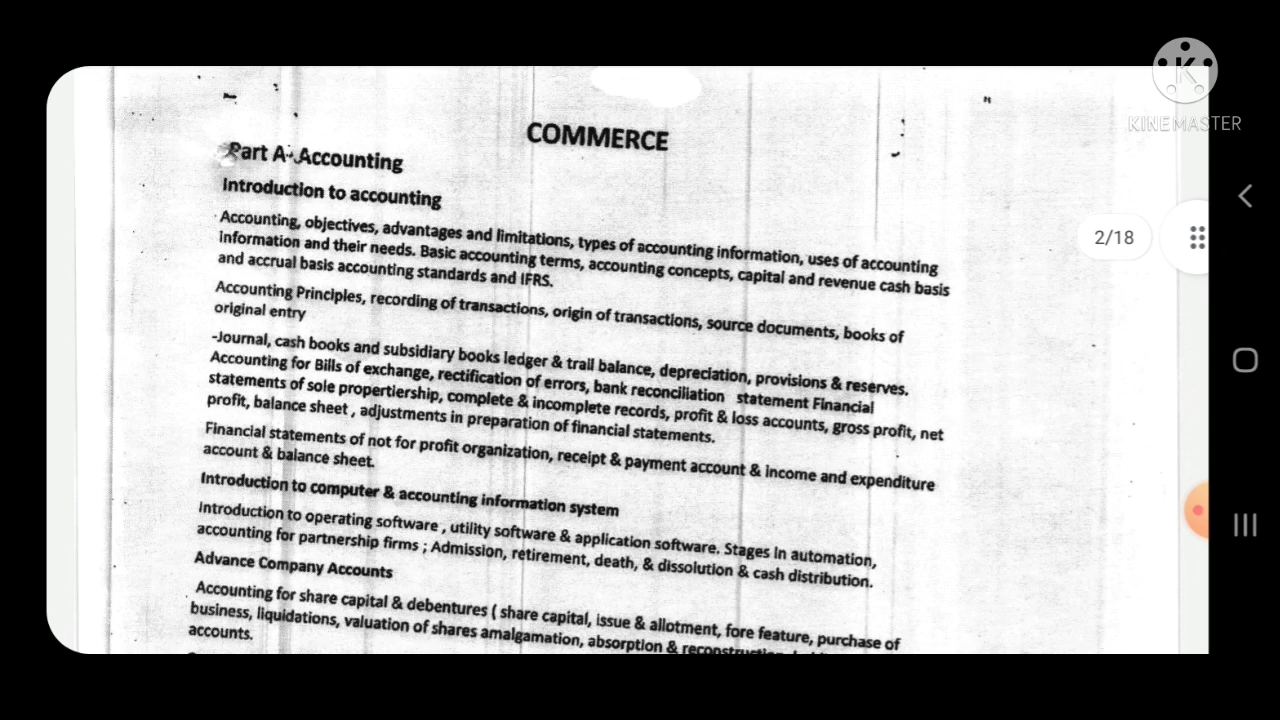 KINEMASTER
COMMERCE
Part A-Accounting
Introduction to accounting
Accounting, objectives, advantages and limitations, types of accounting information, uses of accounting
information and their needs. Basic accounting terms, accounting concepts, capital and revenue cash basis
and accrual basis accounting standards and IFRS.
Accounting Principles, recording of transactions, origin of transactions, source documents, books of
original entry
-Journal, cash books and subsidiary books ledger & trail balance, depreciation, provisions & reserves.
Accounting for Bills of exchange, rectification of errors, bank reconciliation statement Financial
statements of sole propertiership, complete & incomplete records, profit & loss accounts, gross profit, net
profit, balance sheet , adjustments in preparation of financial statements.
Financial statements of not for profit organization, receipt & payment account & income and expenditure
account & balance sheet.
Introduction to computer & accounting information system
Introduction to operating software , utility software & application software. Stages in automation,
accounting for partnership firms ; Admission, retirement, death, & dissolution & cash distribution.
Advance Company Accounts
Accounting for share capital & debentures ( share capital, issue & allotment, fore feature, purchase of
business, liquidations, valuation of shares amalgamation, absorption &
accounts.
2/18